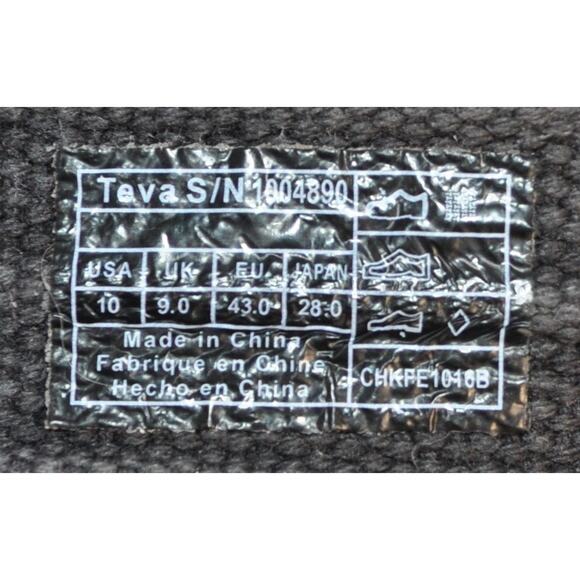 Teva S/N 1004890
USA UK EU JAPAN
10 9.0 43.0 28.0
Made in China
Fabrique en Chine
Hecho en China
CHKPE1016B